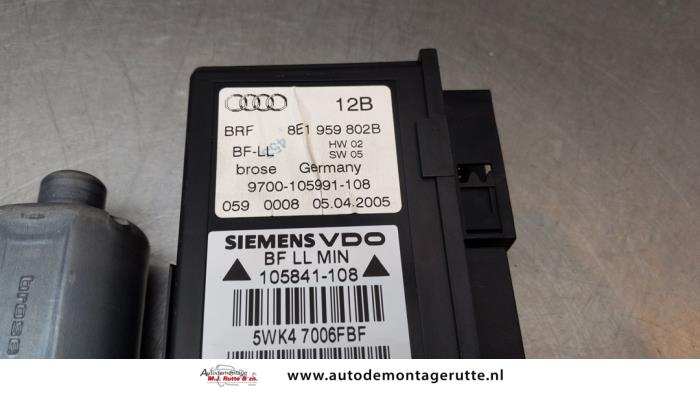 12B
BRF 8E1 959 802B
BF-LL HW 02
SW 05
brose Germany
9700-105991-108
059 0008 05.04.2005
SIEMENS VDO
BF LL MIN
105841-108
5WK4 7006FBF
brose
Autodemontage
M.J. Rutte & zn.
www.autodemontagerutte.nl